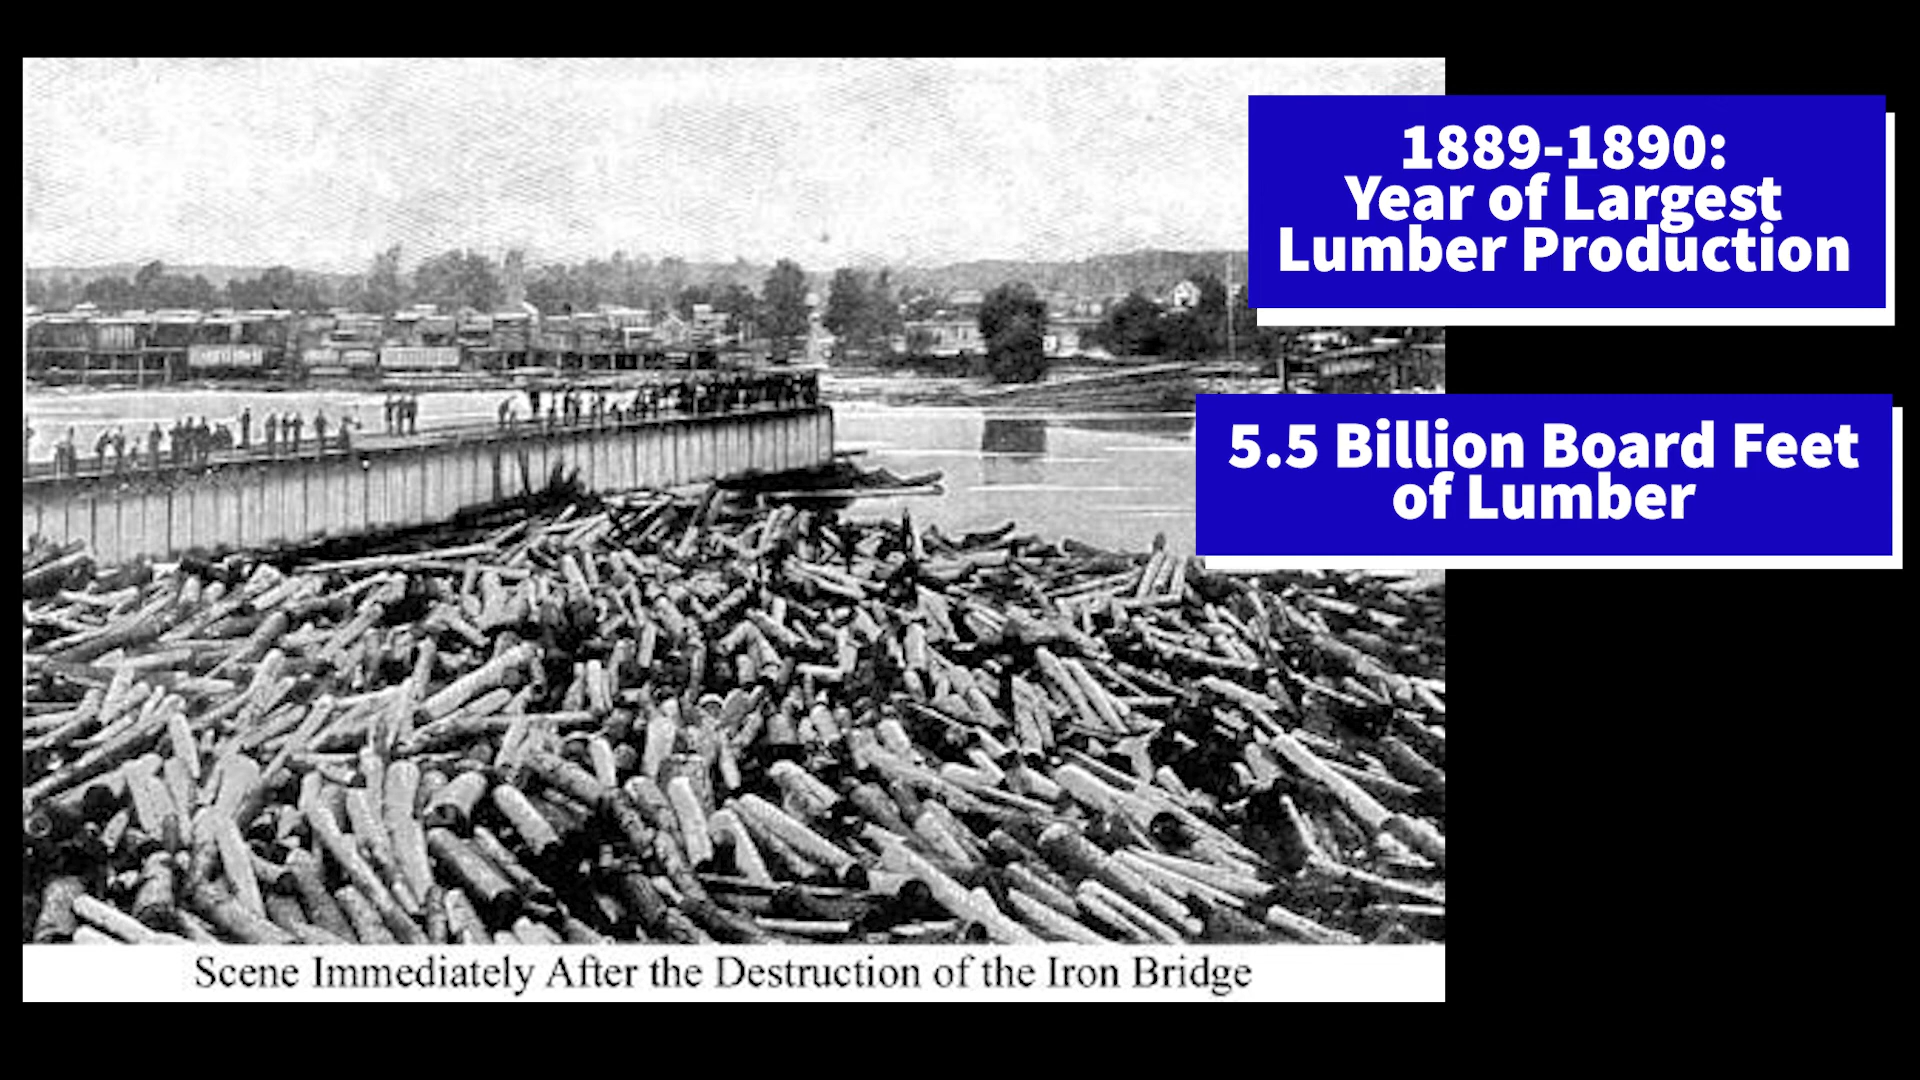 1889-1890:
Year of Largest
Lumber Production
5.5 Billion Board Feet
of Lumber
Scene Immediately After the Destruction of the Iron Bridge